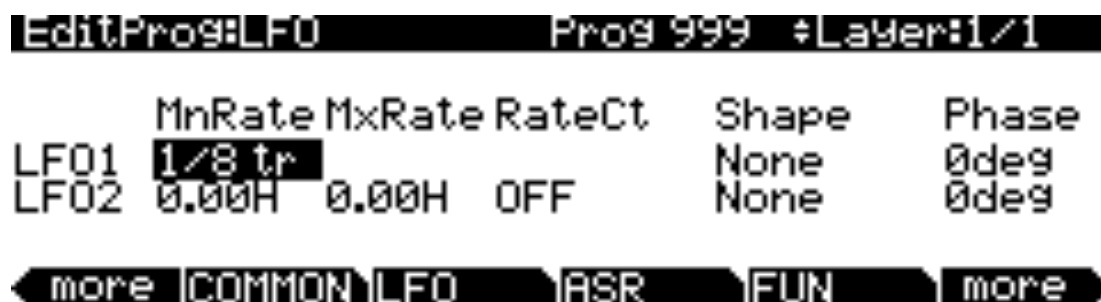 EditProg:LFO Prog 999 ÷Layer:1/1
MnRate MxRate RateCt Shape Phase
LFO1 1/8 tr None 0deg
LFO2 0.00H 0.00H OFF None 0deg
more COMMON LFO ASR FUN more